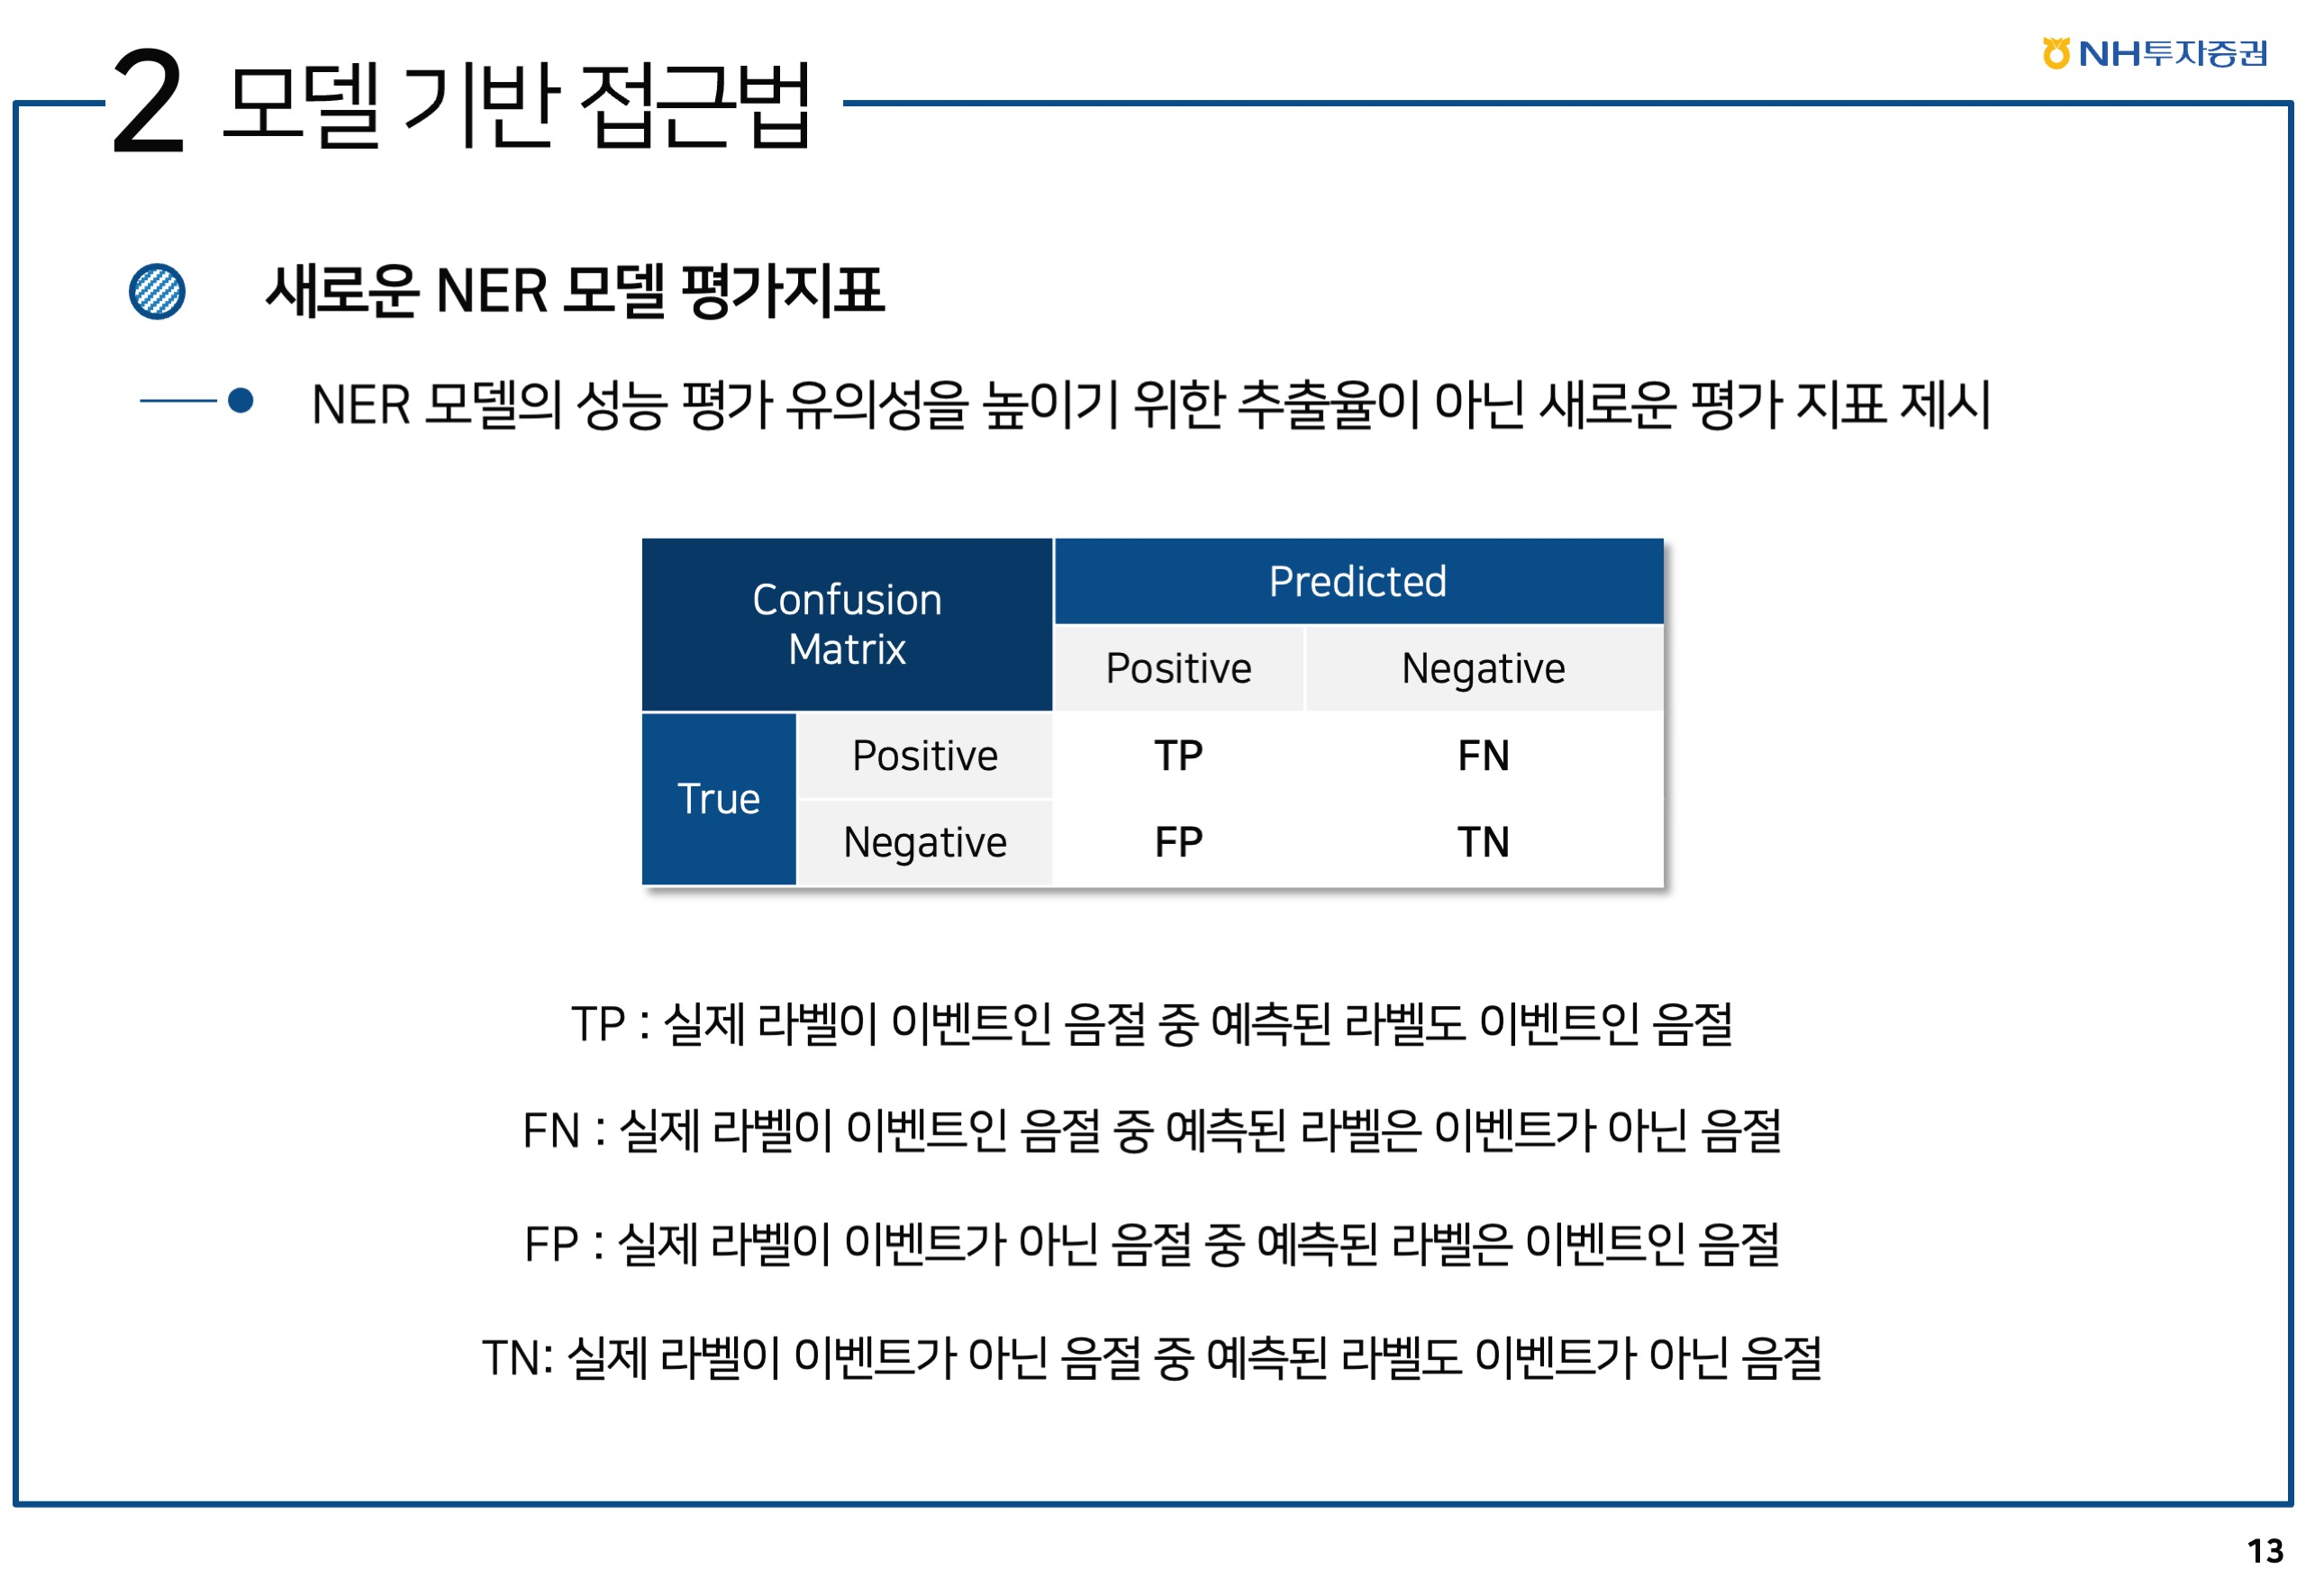 2 모델 기반 접근법
NH투자증권
새로운 NER 모델 평가지표
NER 모델의 성능 평가 유의성을 높이기 위한 추출율이 아닌 새로운 평가 지표 제시
Confusion
Matrix
Predicted
Positive Negative
True
Positive TP FN
Negative FP TN
TP : 실제 라벨이 이벤트인 음절 중 예측된 라벨도 이벤트인 음절
FN : 실제 라벨이 이벤트인 음절 중 예측된 라벨은 이벤트가 아닌 음절
FP : 실제 라벨이 이벤트가 아닌 음절 중 예측된 라벨은 이벤트인 음절
TN: 실제 라벨이 이벤트가 아닌 음절 중 예측된 라벨도 이벤트가 아닌 음절
13